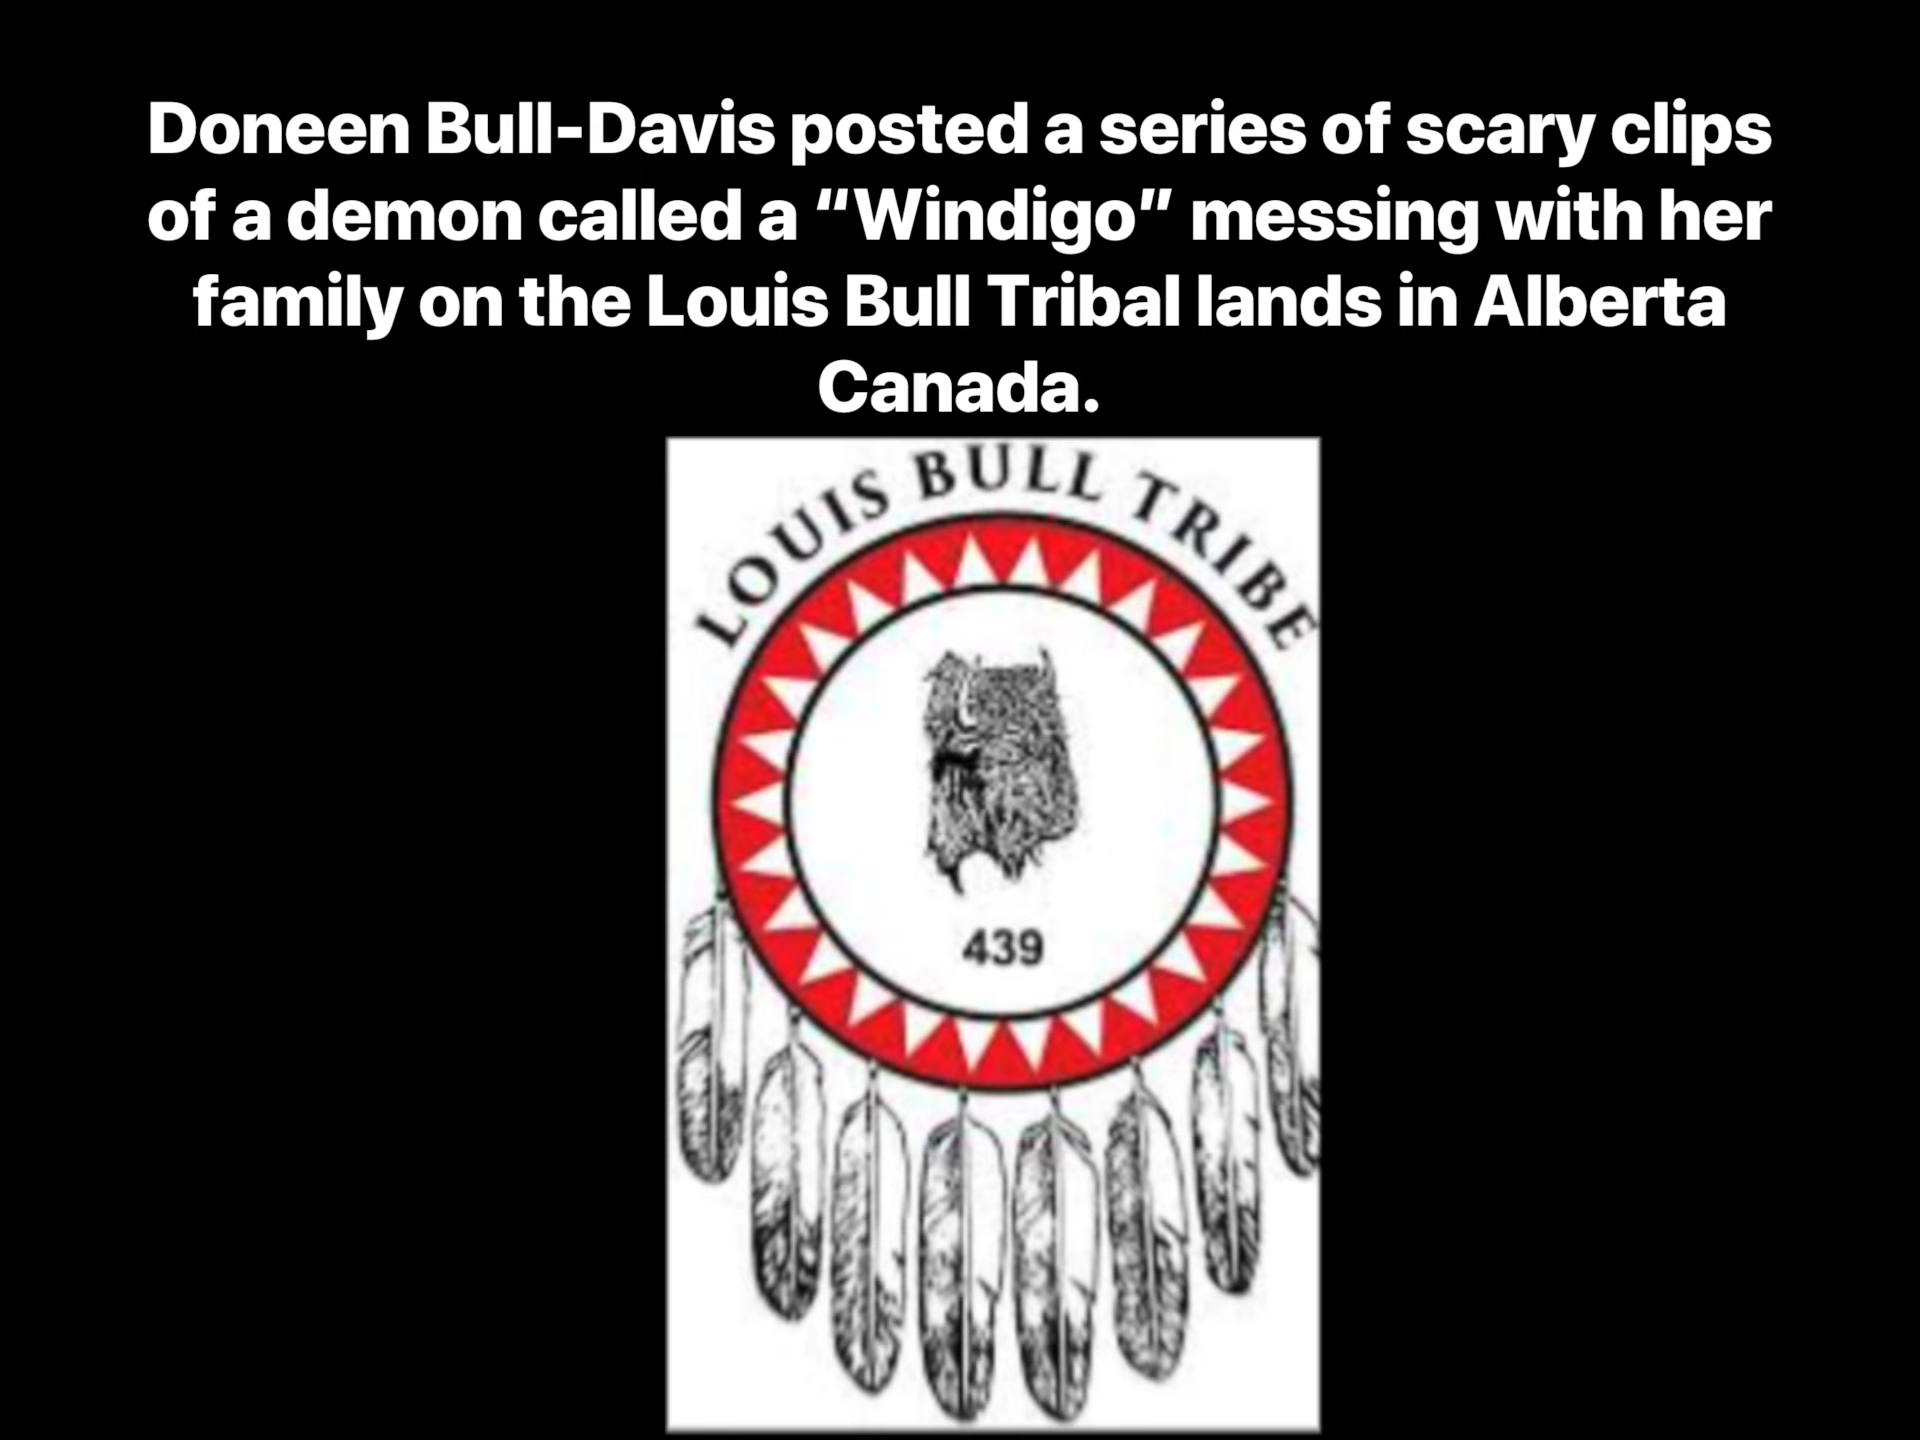 Doneen Bull-Davis posted a series of scary clips
of a demon called a “Windigo” messing with her
family on the Louis Bull Tribal lands in Alberta
Canada.
LOUIS BULL TRIBE
439